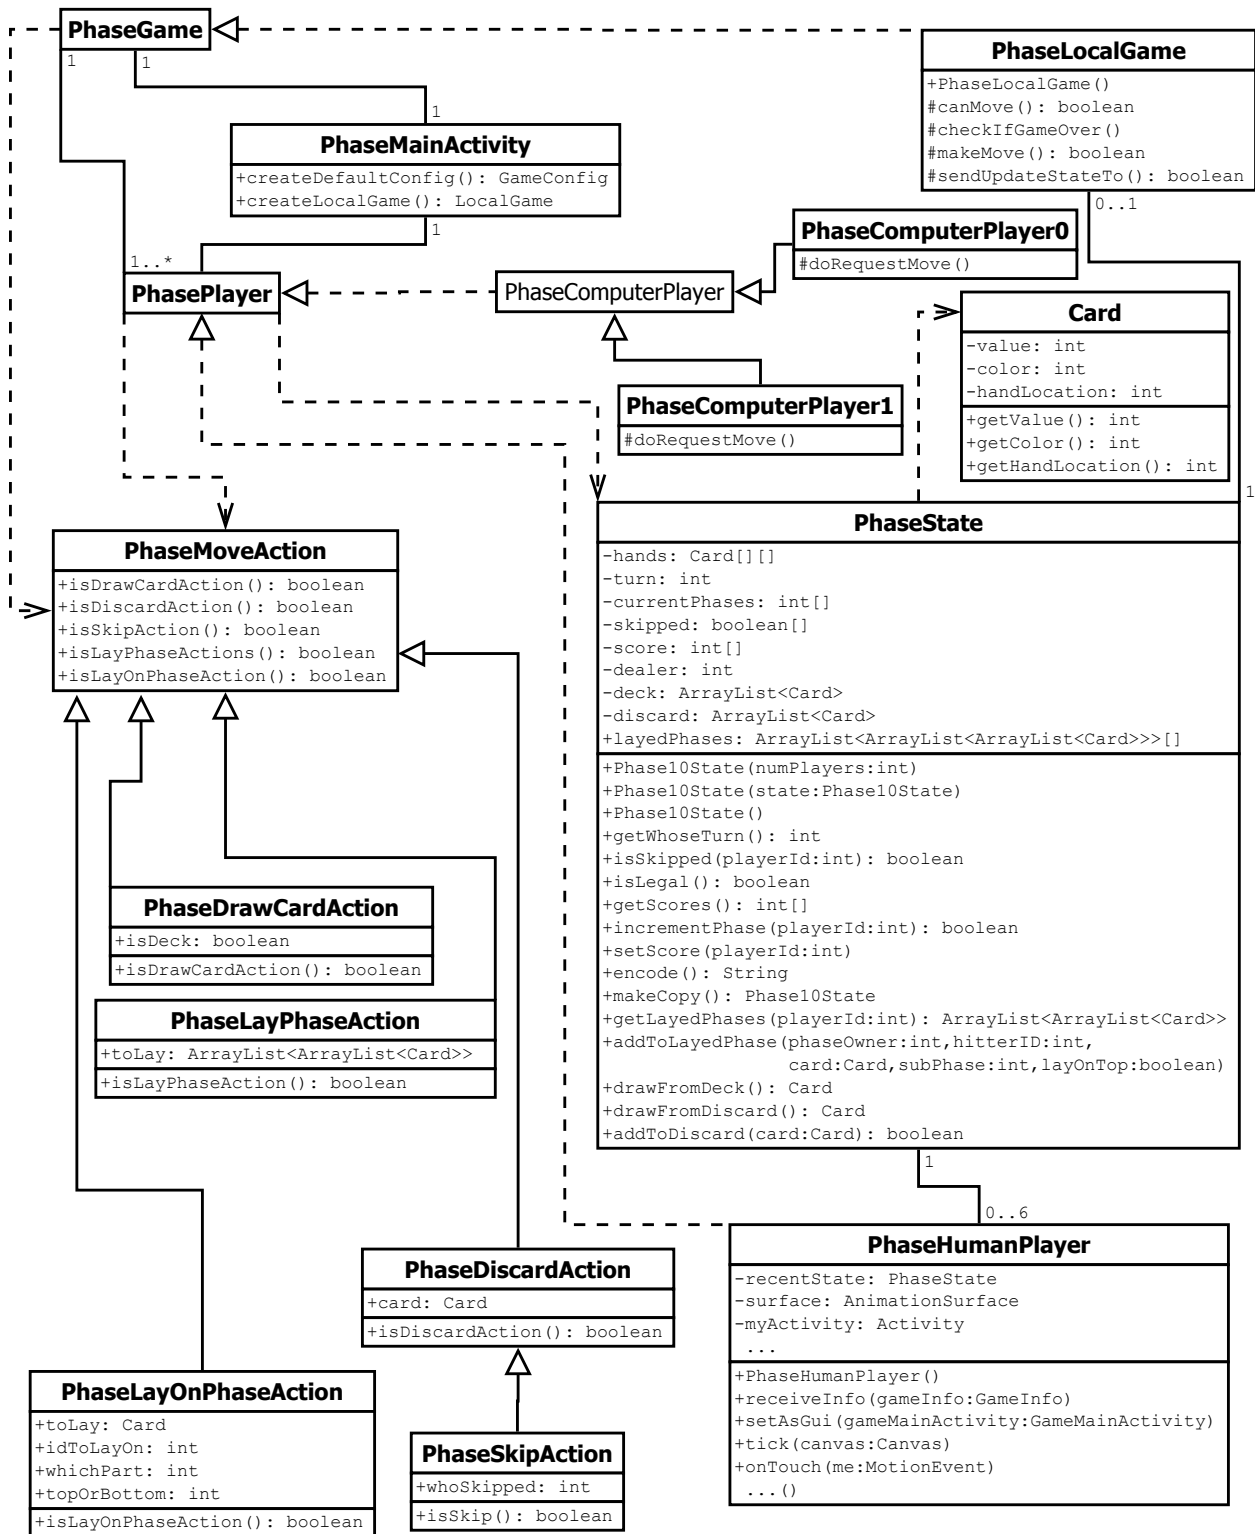 PhaseGame
1
1
PhaseLocalGame
+PhaseLocalGame()
#canMove(): boolean
#checkIfGameOver()
#makeMove(): boolean
#sendUpdateStateTo(): boolean
0..1
1
PhaseMainActivity
+createDefaultConfig(): GameConfig
+createLocalGame(): LocalGame
1
1..*
PhasePlayer
PhaseComputerPlayer
PhaseComputerPlayer0
#doRequestMove()
PhaseComputerPlayer1
#doRequestMove()
Card
-value: int
-color: int
-handLocation: int
+getValue(): int
+getColor(): int
+getHandLocation(): int
1
PhaseMoveAction
+isDrawCardAction(): boolean
+isDiscardAction(): boolean
+isSkipAction(): boolean
+isLayPhaseActions(): boolean
+isLayOnPhaseAction(): boolean
PhaseState
-hands: Card[][]
-turn: int
-currentPhases: int[]
-skipped: boolean[]
-score: int[]
-dealer: int
-deck: ArrayList<Card>
-discard: ArrayList<Card>
+layedPhases: ArrayList<ArrayList<ArrayList<Card>>>[]
+Phase10State(numPlayers:int)
+Phase10State(state:Phase10State)
+Phase10State()
+getWhoseTurn(): int
+isSkipped(playerId:int): boolean
+isLegal(): boolean
+getScores(): int[]
+incrementPhase(playerId:int): boolean
+setScore(playerId:int)
+encode(): String
+makeCopy(): Phase10State
+getLayedPhases(playerId:int): ArrayList<ArrayList<Card>>
+addToLayedPhase(phaseOwner:int,hitterID:int,
card:Card,subPhase:int,layOnTop:boolean)
+drawFromDeck(): Card
+drawFromDiscard(): Card
+addToDiscard(card:Card): boolean
1
0..6
PhaseDrawCardAction
+isDeck: boolean
+isDrawCardAction(): boolean
PhaseLayPhaseAction
+toLay: ArrayList<ArrayList<Card>>
+isLayPhaseAction(): boolean
PhaseDiscardAction
+card: Card
+isDiscardAction(): boolean
PhaseHumanPlayer
-recentState: PhaseState
-surface: AnimationSurface
-myActivity: Activity
...
+PhaseHumanPlayer()
+receiveInfo(gameInfo:GameInfo)
+setAsGui(gameMainActivity:GameMainActivity)
+tick(canvas:Canvas)
+onTouch(me:MotionEvent)
...()
PhaseLayOnPhaseAction
+toLay: Card
+idToLayOn: int
+whichPart: int
+topOrBottom: int
+isLayOnPhaseAction(): boolean
PhaseSkipAction
+whoSkipped: int
+isSkip(): boolean